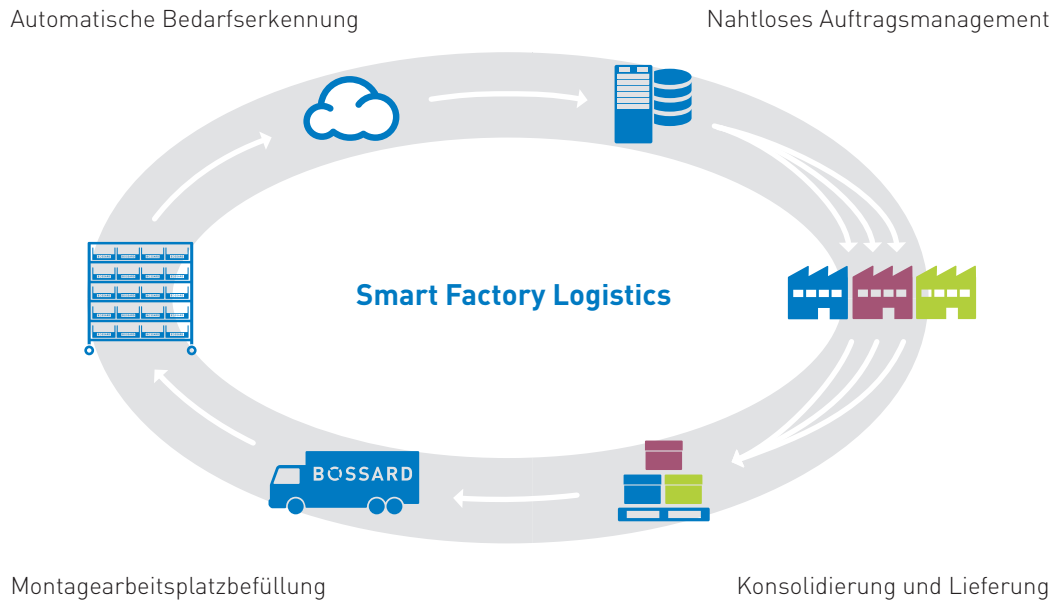 Automatische Bedarfserkennung
Nahtloses Auftragsmanagement
Smart Factory Logistics
BOSSARD
Montagearbeitsplatzbefüllung
Konsolidierung und Lieferung